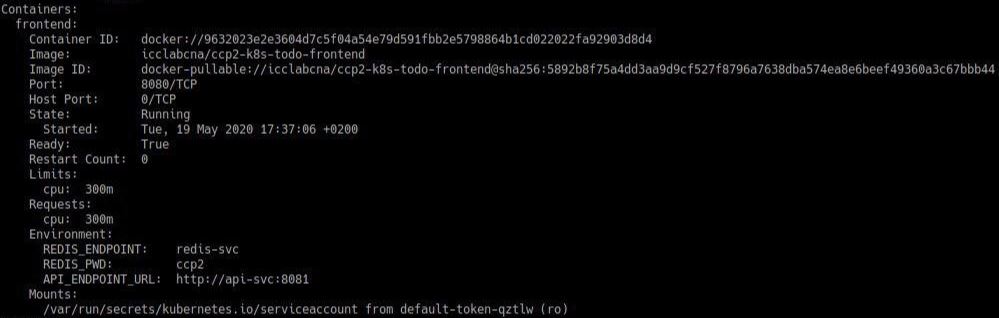 Containers:
  frontend:
    Container ID:   docker://9632023e2e3604d7c5f04a54e79d591fbb2e5798864b1cd022022fa92903d8d4
    Image:          icclabcna/ccp2-k8s-todo-frontend
    Image ID:       docker-pullable://icclabcna/ccp2-k8s-todo-frontend@sha256:5892b8f75a4dd3aa9d9cf527f8796a7638dba574ea8e6beef49360a3c67bbb44
    Port:           8080/TCP
    Host Port:      0/TCP
    State:          Running
      Started:      Tue, 19 May 2020 17:37:06 +0200
    Ready:          True
    Restart Count:  0
    Limits:
      cpu:  300m
    Requests:
      cpu:  300m
    Environment:
      REDIS_ENDPOINT:    redis-svc
      REDIS_PWD:         ccp2
      API_ENDPOINT_URL:  http://api-svc:8081
    Mounts:
      /var/run/secrets/kubernetes.io/serviceaccount from default-token-qztlw (ro)